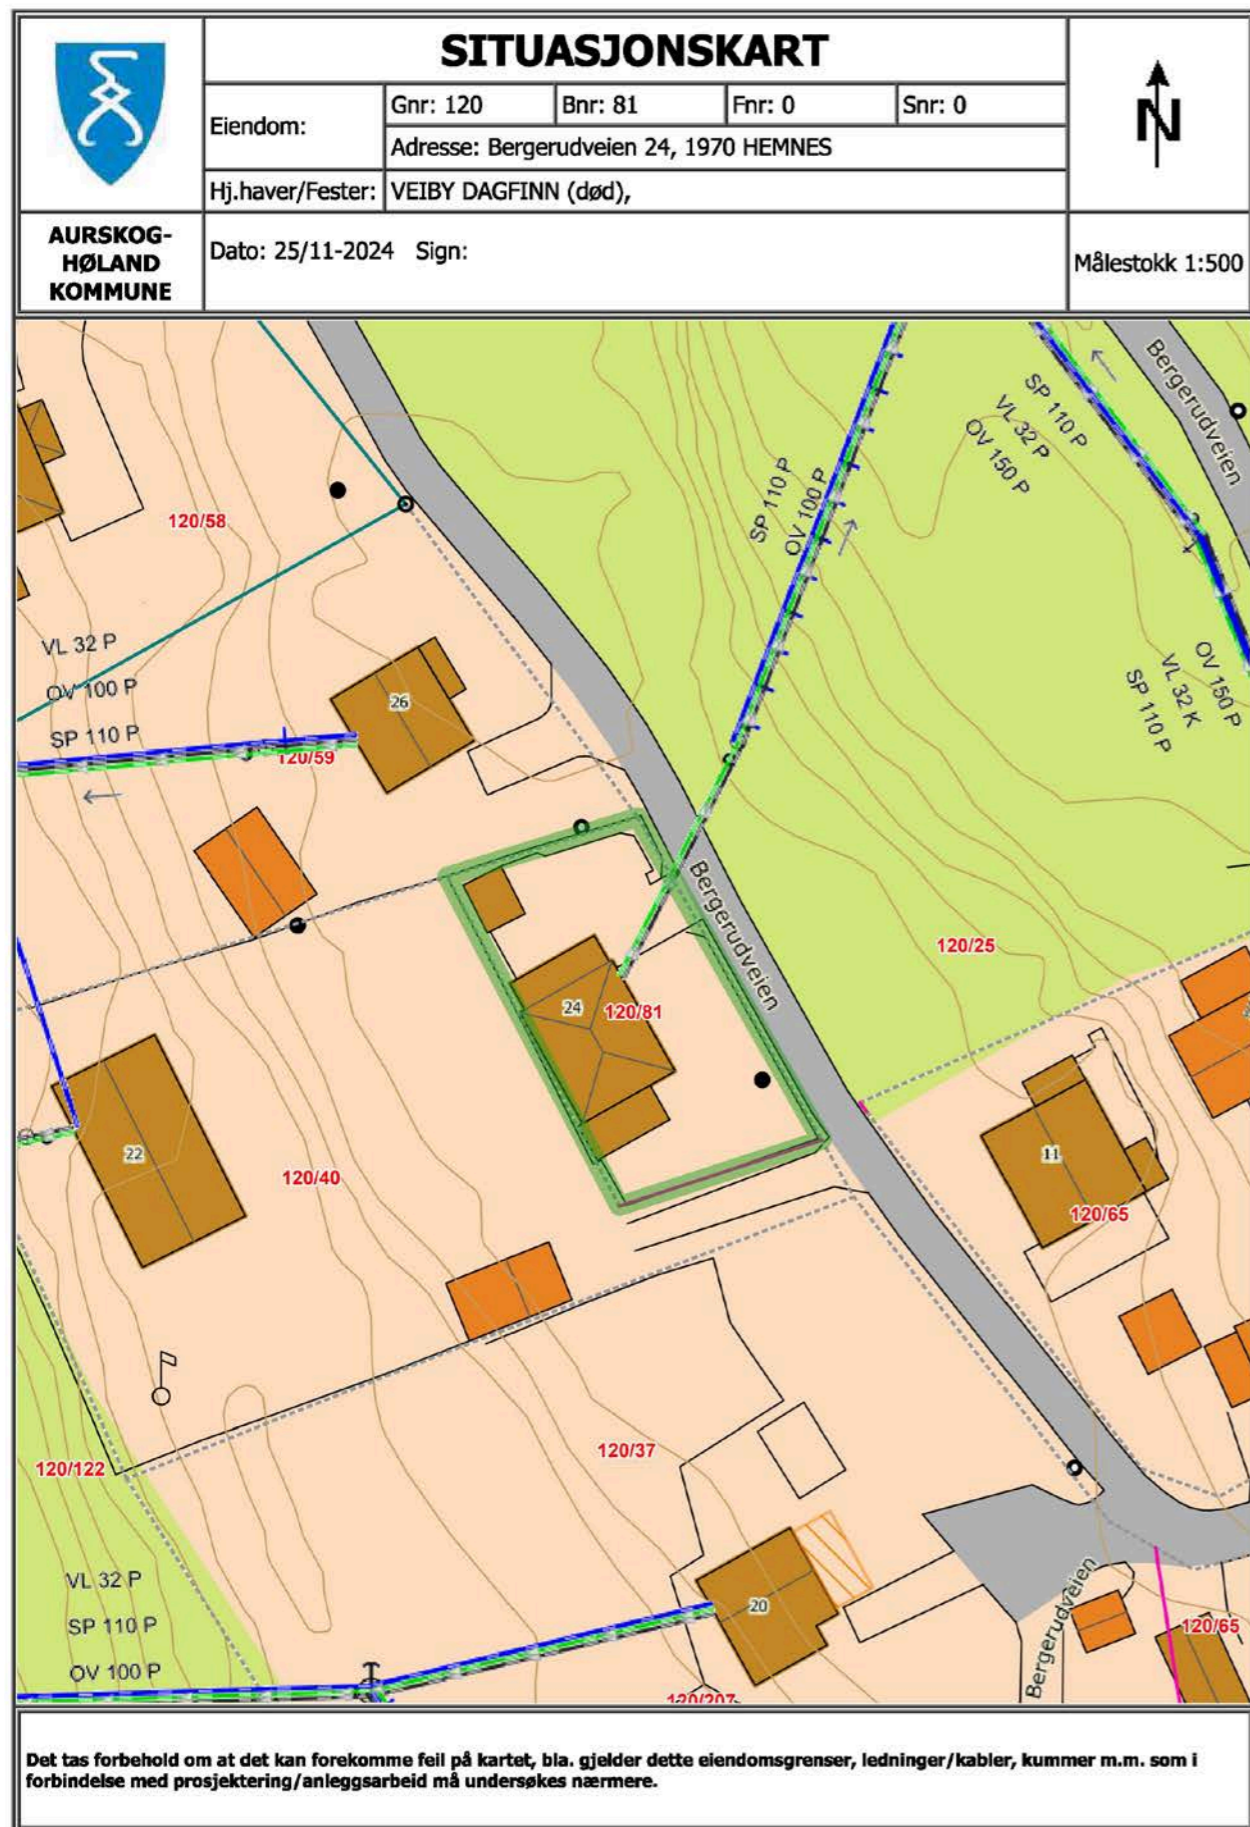 SITUASJONSKART
Eiendom:
Gnr: 120
Bnr: 81
Fnr: 0
Snr: 0
Adresse: Bergerudveien 24, 1970 HEMNES
Hj.haver/Fester:
VEIBY DAGFINN (død),
N
AURSKOG-
HØLAND
KOMMUNE
Dato: 25/11-2024 Sign:
Målestokk 1:500
Bergerudveien
SP 110 P
VL 32 P
OV 150 P
SP 110 P
OV 100 P
120/58
VL 32 P
OV 100 P
SP 110 P
OV 150 P
VL 32 K
SP 110 P
26
120/59
Bergerudveien
120/25
24
120/81
22
120/40
11
120/65
120/37
120/122
VL 32 P
SP 110 P
OV 100 P
20
Bergerudveien
120/65
120/207
Det tas forbehold om at det kan forekomme feil på kartet, bla. gjelder dette eiendomsgrenser, ledninger/kabler, kummer m.m. som i
forbindelse med prosjektering/anleggsarbeid må undersøkes nærmere.